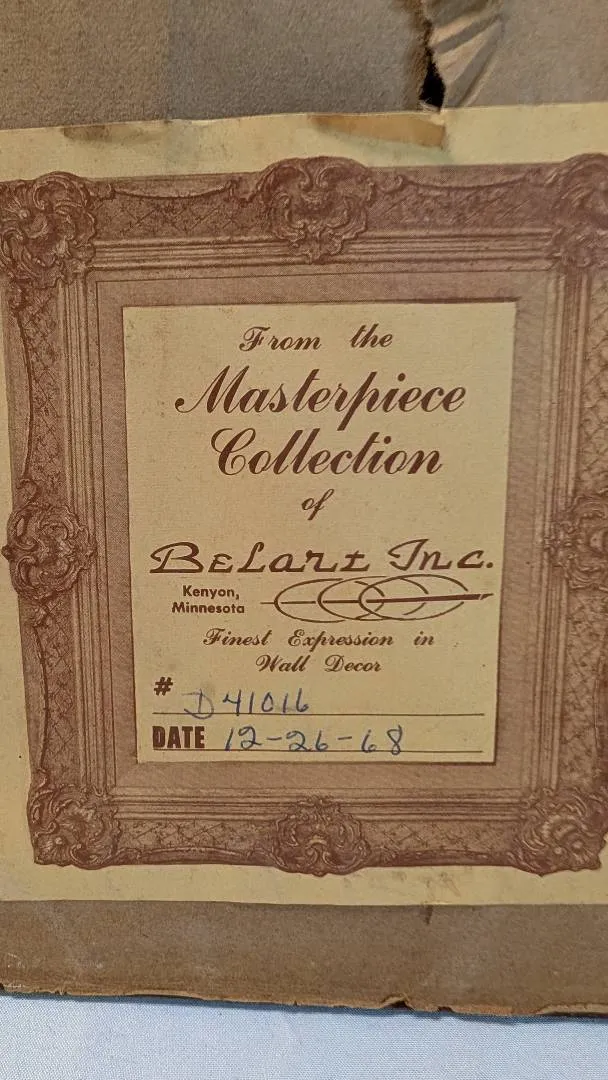 From the
Masterpiece
Collection
of
BELart Inc.
Kenyon,
Minnesota
Finest Expression in
Wall Decor
# D41016
DATE 12-26-68